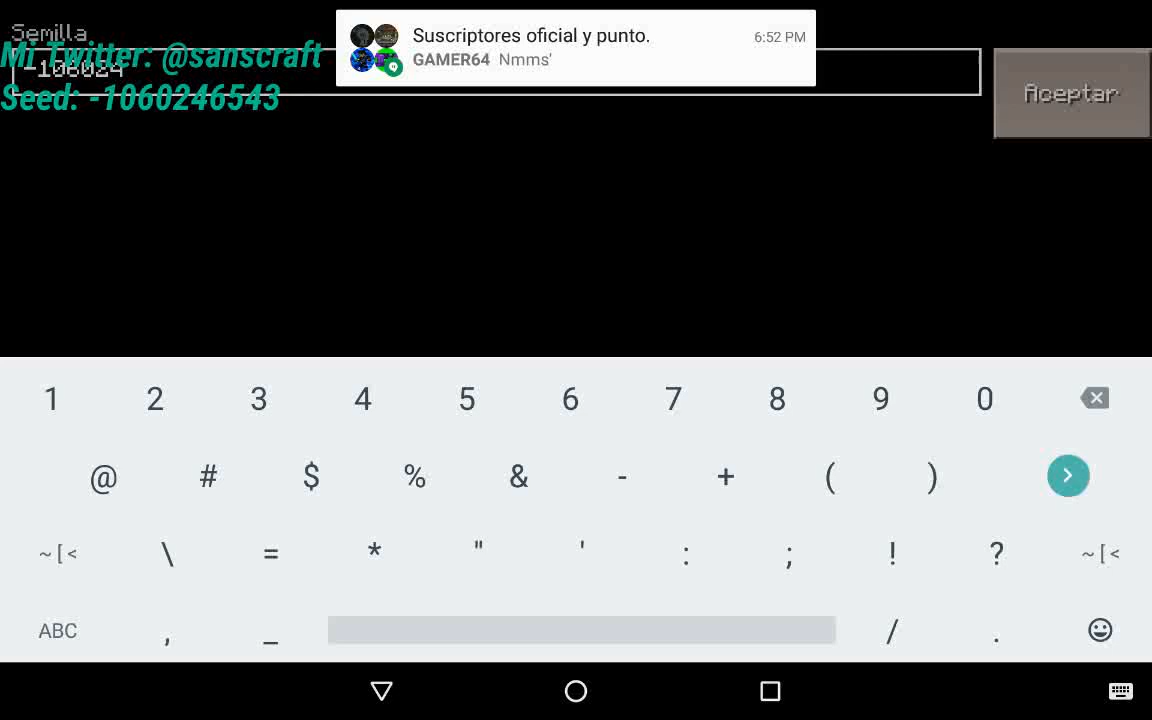 Semilla
Suscriptores oficial y punto.
6:52 PM
GAMER64 Nmms'
Mi Twitter: @sanscraft
-106024
Seed: -1060246543
Aceptar
1 2 3 4 5 6 7 8 9 0
@ # $ % & - + ( )
~ [ < \ = * " ' : ; ! ? ~ [ <
ABC , _ / .